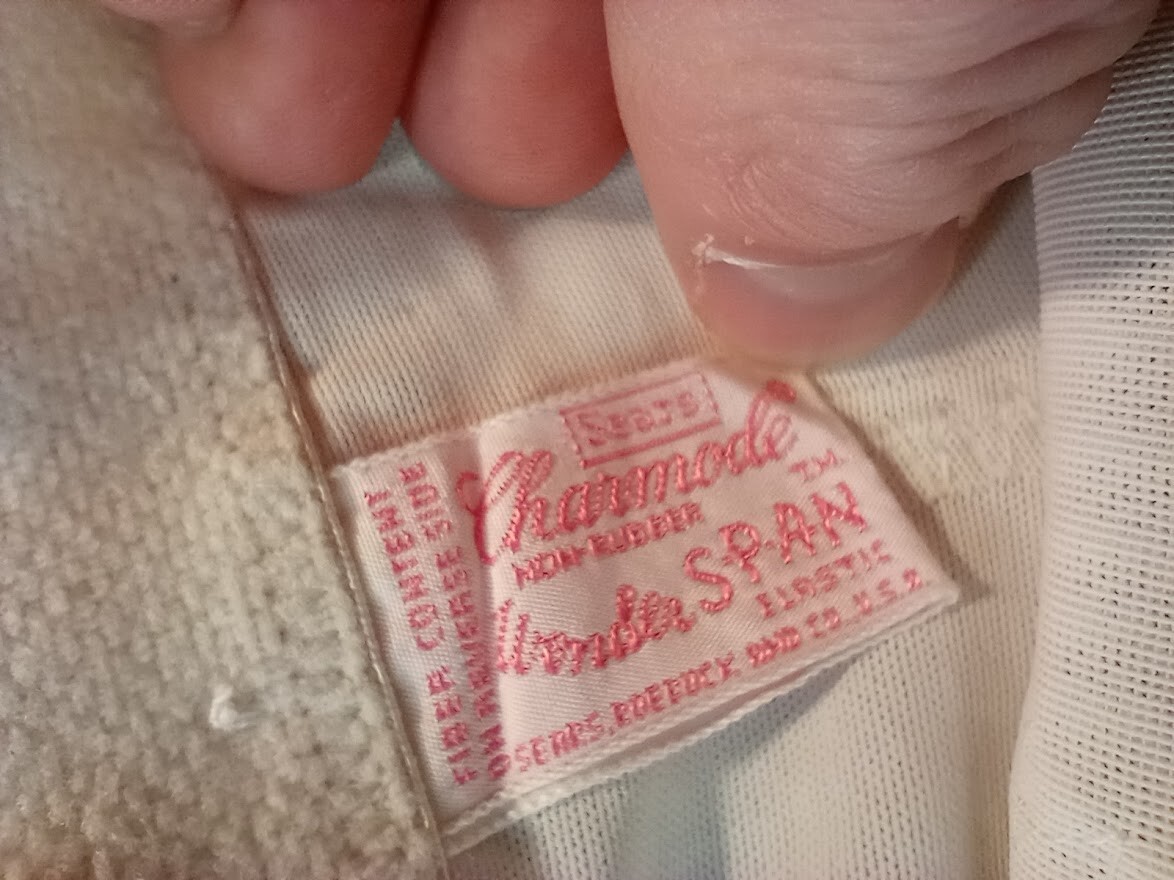 Sears
Charmode
TM
NON-RUBBER
Wonder SPAN
ELASTIC
SEARS, ROEBUCK AND CO. U.S.A.
FIBER CONTENT
ON REVERSE SIDE